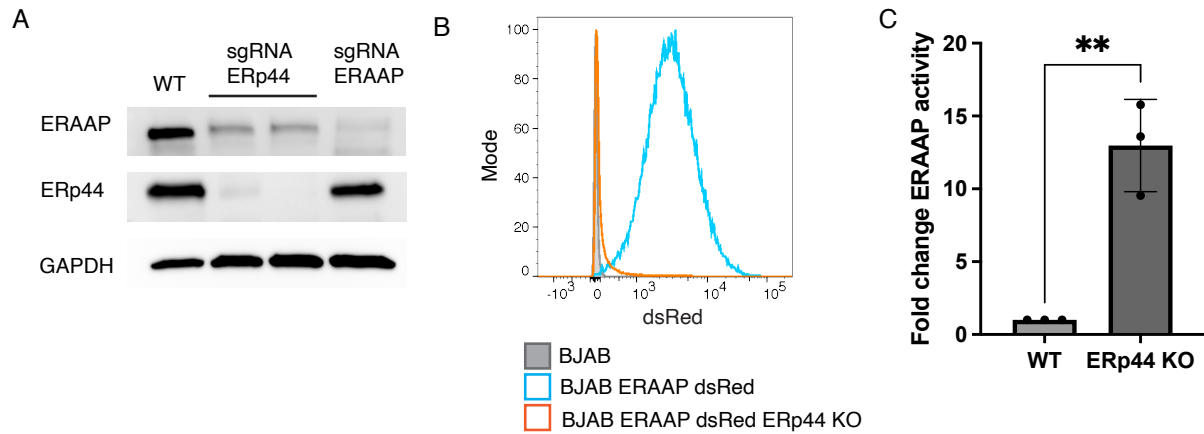 A
WT
sgRNA
ERp44
sgRNA
ERAAP
ERAAP
ERp44
GAPDH
B
Mode
100
80
60
40
20
0
-10³
0
10³
10⁴
10⁵
dsRed
BJAB
BJAB ERAAP dsRed
BJAB ERAAP dsRed ERp44 KO
C
Fold change ERAAP activity
20
15
10
5
0
**
WT
ERp44 KO